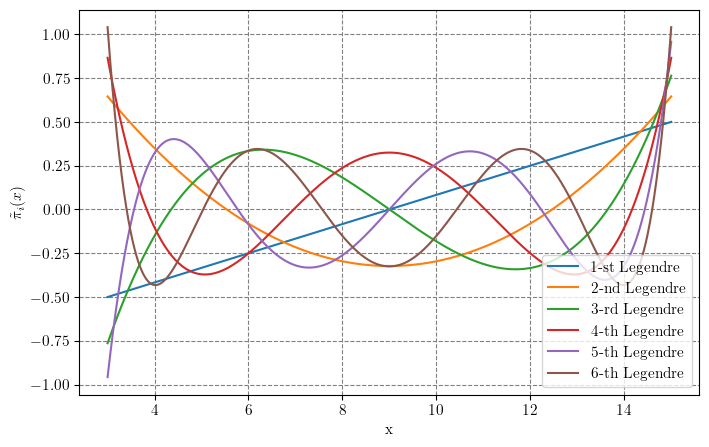 1.00
0.75
0.50
0.25
0.00
−0.25
−0.50
−0.75
−1.00
π̃ᵢ(x)
4 6 8 10 12 14
x
1-st Legendre
2-nd Legendre
3-rd Legendre
4-th Legendre
5-th Legendre
6-th Legendre